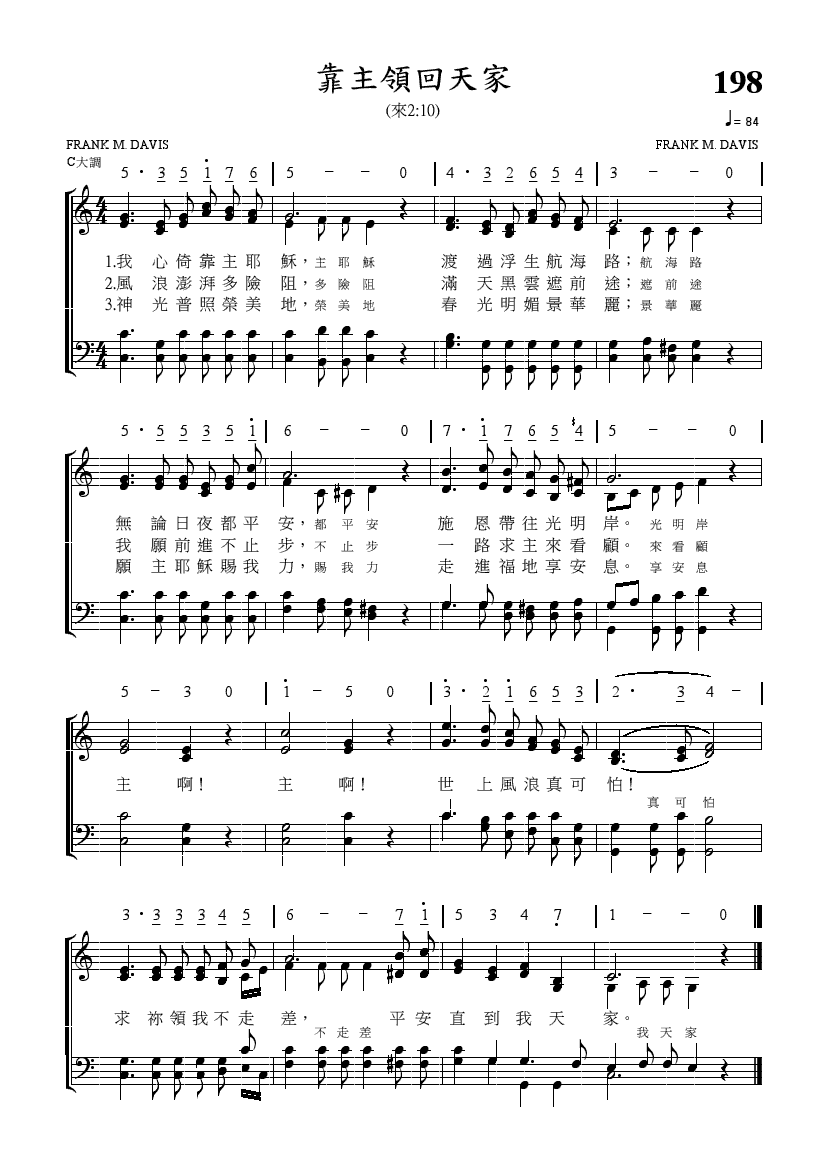 靠主領回天家
198
(來2:10)
♩= 84
FRANK M. DAVIS
FRANK M. DAVIS
C大調
5· 3 5 1̇ 7 6 | 5 – – 0 | 4· 3 2 6 5 4 | 3 – – 0 |
1.我 心 倚 靠 主 耶 穌, 主 耶 穌 渡 過 浮 生 航 海 路; 航 海 路
2.風 浪 澎 湃 多 險 阻, 多 險 阻 滿 天 黑 雲 遮 前 途; 遮 前 途
3.神 光 普 照 榮 美 地, 榮 美 地 春 光 明 媚 景 華 麗; 景 華 麗
5· 5 5 3 5 1̇ | 6 – – 0 | 7· 1̇ 7 6 5 ♯4 | 5 – – 0 |
無 論 日 夜 都 平 安, 都 平 安 施 恩 帶 往 光 明 岸。 光 明 岸
我 願 前 進 不 止 步, 不 止 步 一 路 求 主 來 看 顧。 來 看 顧
願 主 耶 穌 賜 我 力, 賜 我 力 走 進 福 地 享 安 息。 享 安 息
5 – 3 0 | 1̇ – 5 0 | 3̇· 2̇ 1̇ 6 5 3 | 2· 3 4 – |
主 啊! 主 啊! 世 上 風 浪 真 可 怕!
真 可 怕
3· 3 3 3 4 5 | 6 – – 7 1̇ | 5 3 4 7̣ | 1 – – 0
求 祢 領 我 不 走 差, 平 安 直 到 我 天 家。
不 走 差 我 天 家